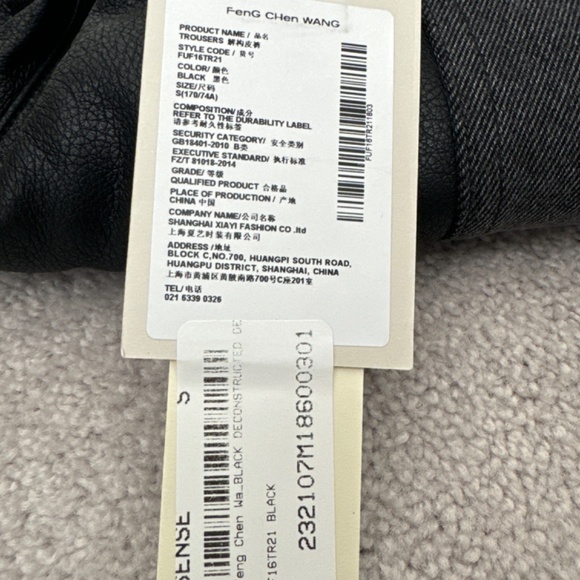 FenG CHen WANG
PRODUCT NAME / 品名
TROUSERS 解构皮裤
STYLE CODE / 货号
FUF16TR21
COLOR/ 颜色
BLACK 黑色
SIZE/尺码
S(170/74A)
COMPOSITION/成分
REFER TO THE DURABILITY LABEL
请参考耐久性标签
SECURITY CATEGORY/ 安全类别
GB18401-2010 B类
EXECUTIVE STANDARD/ 执行标准
FZ/T 81018-2014
GRADE/ 等级
QUALIFIED PRODUCT 合格品
PLACE OF PRODUCTION / 产地
CHINA 中国
COMPANY NAME/公司名称
SHANGHAI XIAYI FASHION CO .ltd
上海夏艺时装有限公司
ADDRESS /地址
BLOCK C,NO.700, HUANGPI SOUTH ROAD,
HUANGPU DISTRICT, SHANGHAI, CHINA
上海市黄浦区黄陂南路700号C座201室
TEL/ 电话
021 6339 0326
FUF16TR211803
S
SENSE
eng Chen Wa_BLACK DECONSTRUCTED DE
UF16TR21 BLACK
232107M18600301